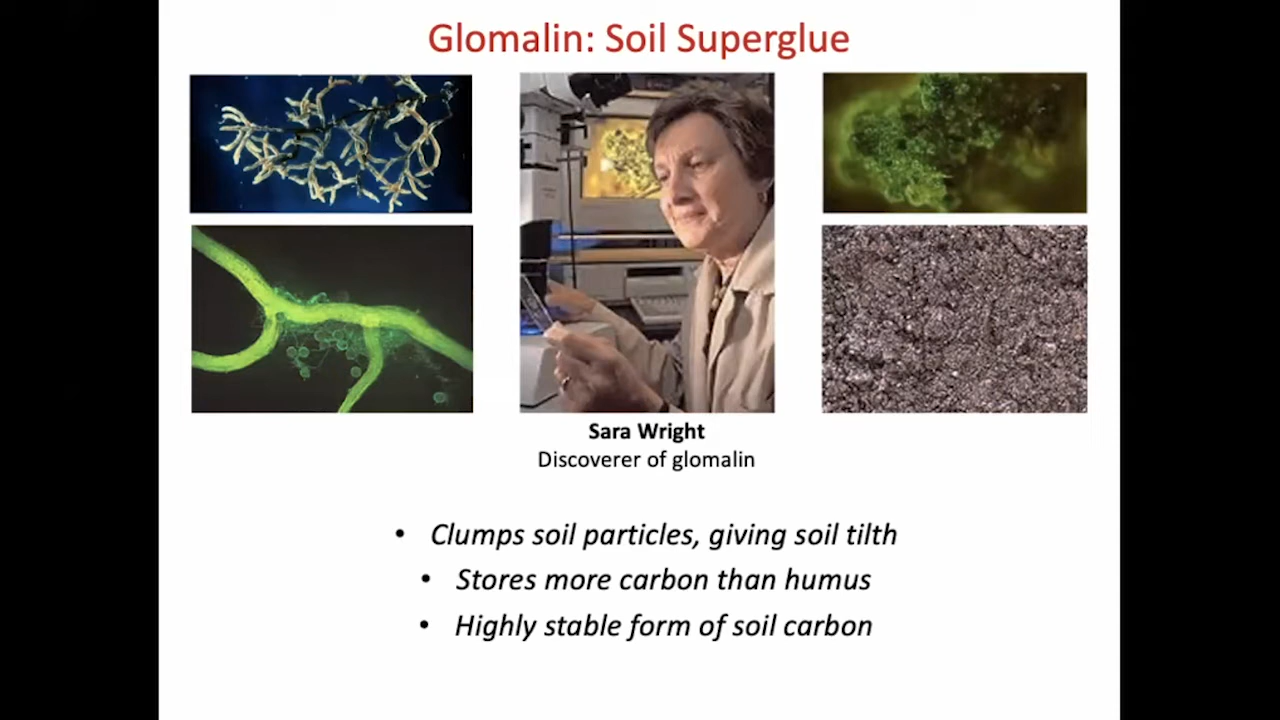 Glomalin: Soil Superglue
Sara Wright
Discoverer of glomalin
• Clumps soil particles, giving soil tilth
• Stores more carbon than humus
• Highly stable form of soil carbon